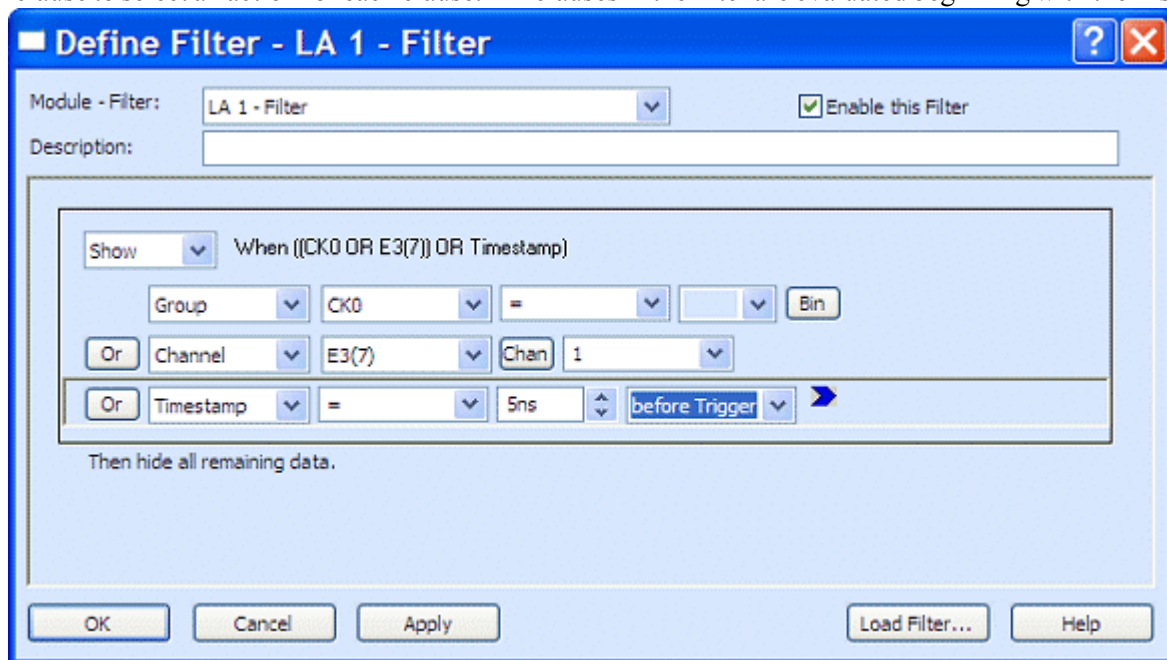 Define Filter - LA 1 - Filter
Module - Filter: LA 1 - Filter Enable this Filter
Description:
Show When ((CK0 OR E3(7)) OR Timestamp)
Group CK0 = Bin
Or Channel E3(7) Chan 1
Or Timestamp = 5ns before Trigger
Then hide all remaining data.
OK Cancel Apply Load Filter... Help